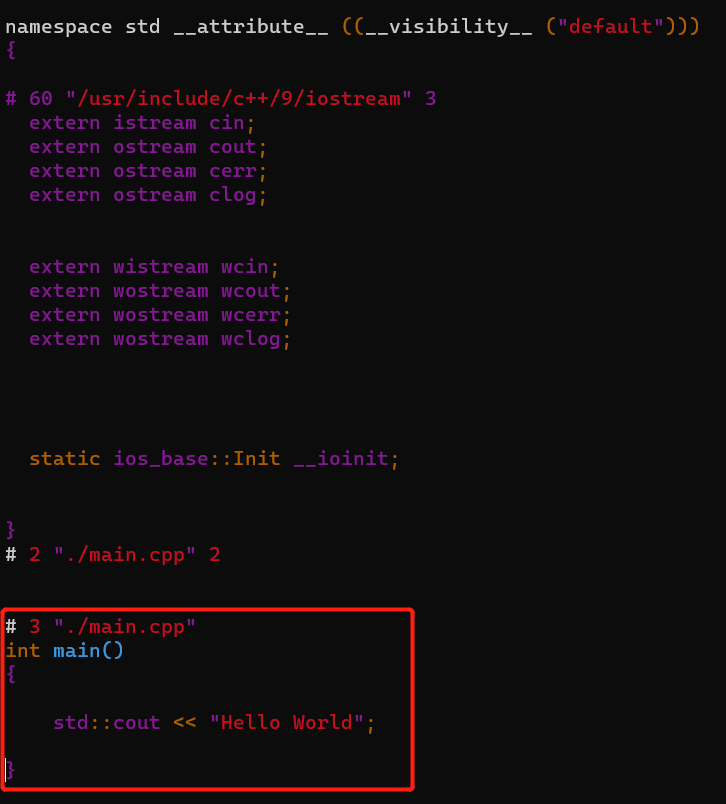 namespace std __attribute__ ((__visibility__ ("default")))
{
# 60 "/usr/include/c++/9/iostream" 3
  extern istream cin;
  extern ostream cout;
  extern ostream cerr;
  extern ostream clog;
  extern wistream wcin;
  extern wostream wcout;
  extern wostream wcerr;
  extern wostream wclog;
  static ios_base::Init __ioinit;
}
# 2 "./main.cpp" 2
# 3 "./main.cpp"
int main()
{
    std::cout << "Hello World";
}